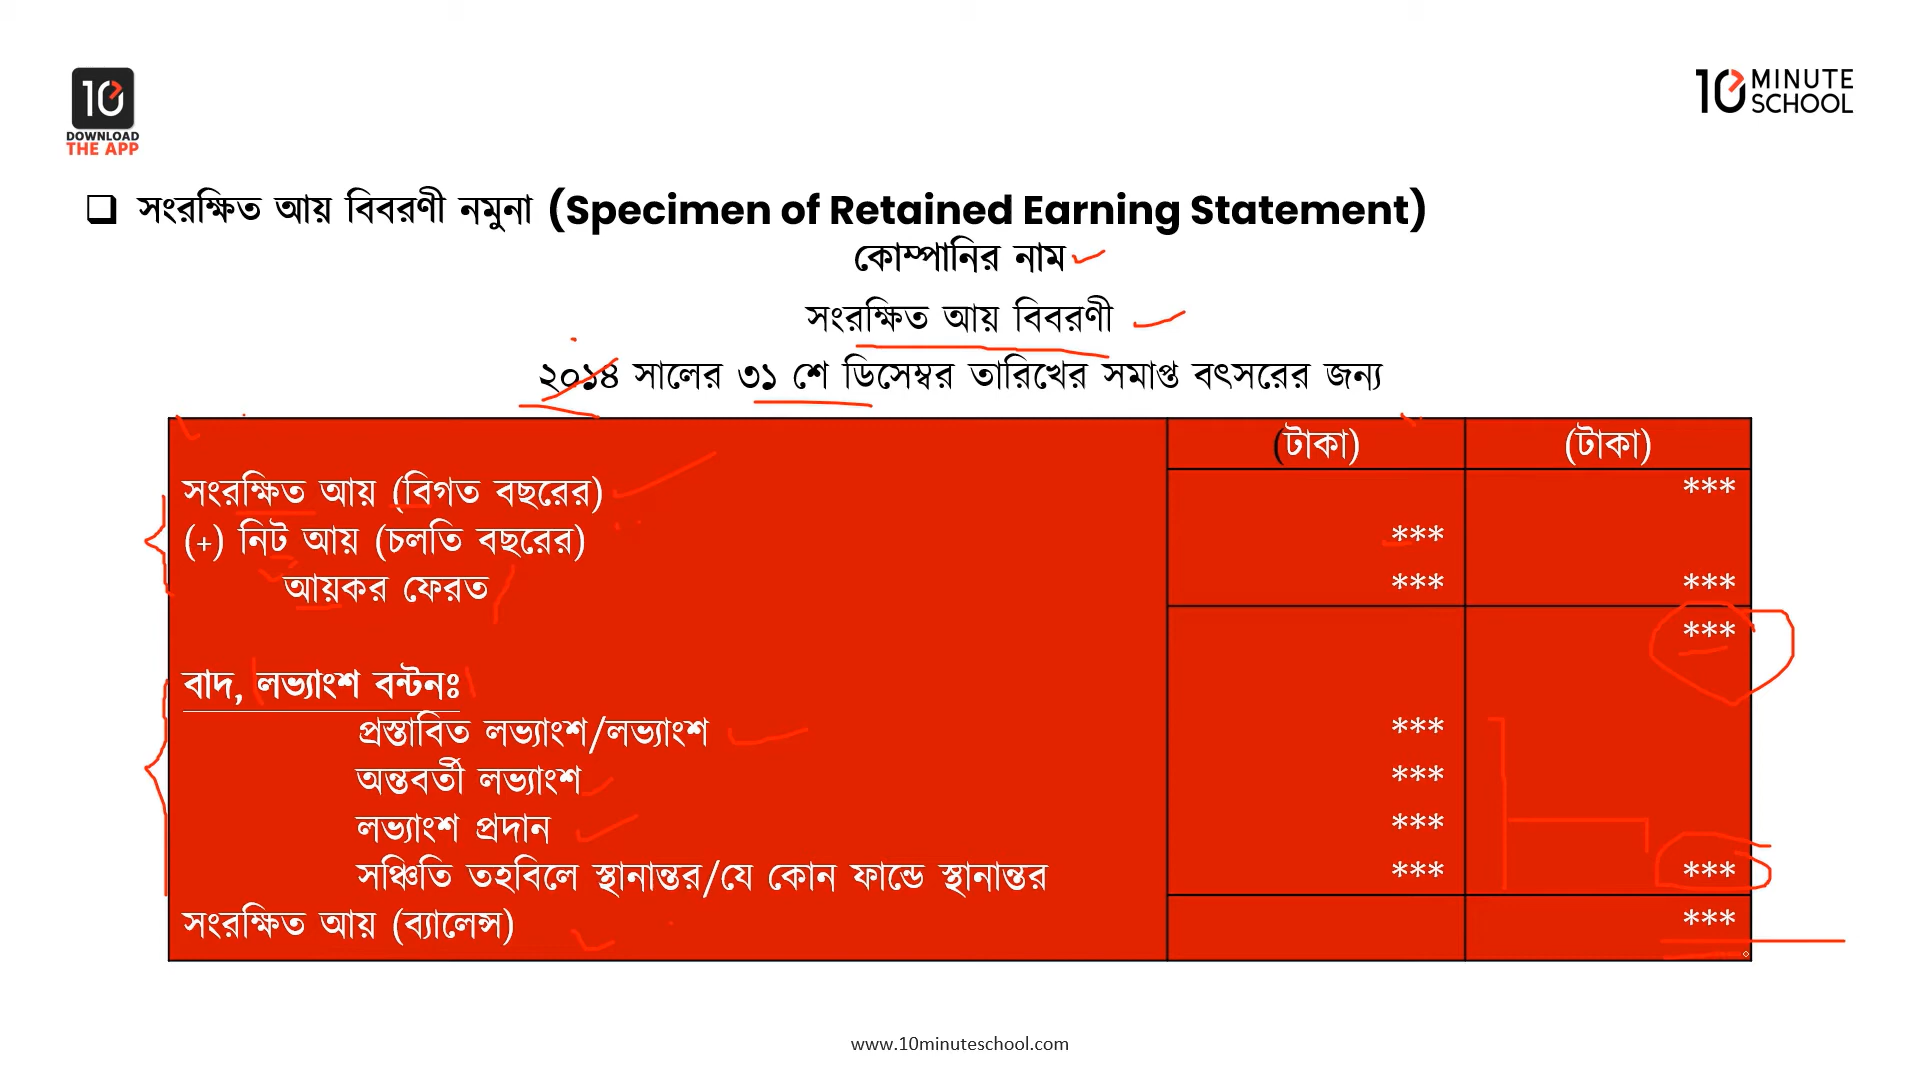 10
DOWNLOAD
THE APP
10 MINUTE
SCHOOL
❑ সংরক্ষিত আয় বিবরণী নমুনা (Specimen of Retained Earning Statement)
কোম্পানির নাম
সংরক্ষিত আয় বিবরণী
২০১৪ সালের ৩১ শে ডিসেম্বর তারিখের সমাপ্ত বৎসরের জন্য
(টাকা) (টাকা)
সংরক্ষিত আয় (বিগত বছরের) ***
(+) নিট আয় (চলতি বছরের) ***
আয়কর ফেরত *** ***
***
বাদ, লভ্যাংশ বন্টনঃ
প্রস্তাবিত লভ্যাংশ/লভ্যাংশ ***
অন্তবর্তী লভ্যাংশ ***
লভ্যাংশ প্রদান ***
সঞ্চিতি তহবিলে স্থানান্তর/যে কোন ফান্ডে স্থানান্তর *** ***
সংরক্ষিত আয় (ব্যালেন্স) ***
www.10minuteschool.com